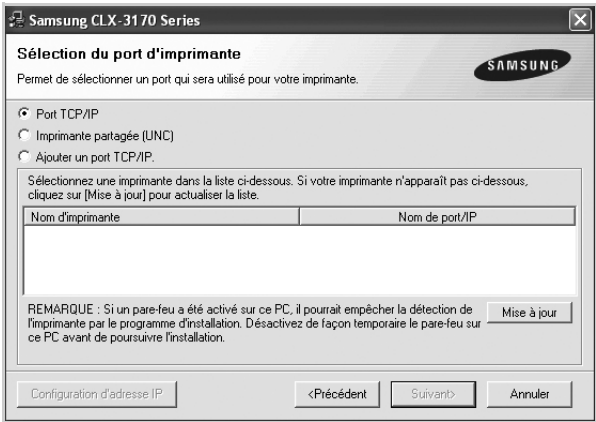 Samsung CLX-3170 Series
Sélection du port d'imprimante
Permet de sélectionner un port qui sera utilisé pour votre imprimante.
SAMSUNG
Port TCP/IP
Imprimante partagée (UNC)
Ajouter un port TCP/IP.
Sélectionnez une imprimante dans la liste ci-dessous. Si votre imprimante n'apparaît pas ci-dessous,
cliquez sur [Mise à jour] pour actualiser la liste.
Nom d'imprimante Nom de port/IP
REMARQUE : Si un pare-feu a été activé sur ce PC, il pourrait empêcher la détection de
l'imprimante par le programme d'installation. Désactivez de façon temporaire le pare-feu sur
ce PC avant de poursuivre l'installation.
Mise à jour
Configuration d'adresse IP <Précédent Suivant> Annuler